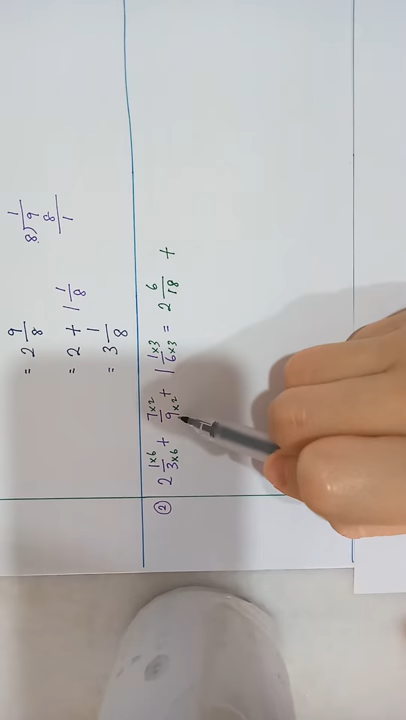 = 2 9/8
= 2 + 1 1/8
= 3 1/8
8)9
1
8
1
② 2 1×6/3×6 + 7×2/9×2 + 1 1×3/6×3 = 2 6/18 +